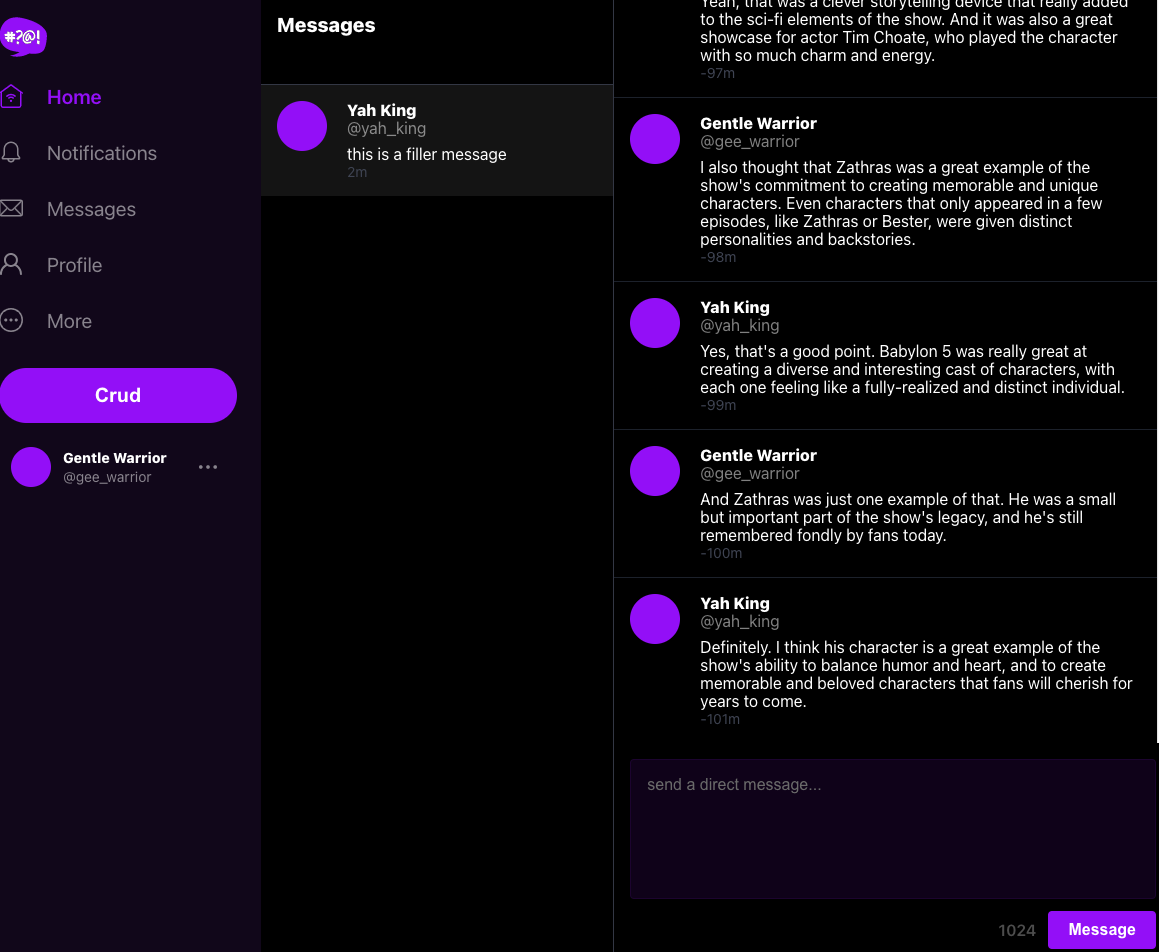 #?@!
Home
Notifications
Messages
Profile
More
Crud
Gentle Warrior
@gee_warrior
Messages
Yah King
@yah_king
this is a filler message
2m
Yeah, that was a clever storytelling device that really added
to the sci-fi elements of the show. And it was also a great
showcase for actor Tim Choate, who played the character
with so much charm and energy.
-97m
Gentle Warrior
@gee_warrior
I also thought that Zathras was a great example of the
show's commitment to creating memorable and unique
characters. Even characters that only appeared in a few
episodes, like Zathras or Bester, were given distinct
personalities and backstories.
-98m
Yah King
@yah_king
Yes, that's a good point. Babylon 5 was really great at
creating a diverse and interesting cast of characters, with
each one feeling like a fully-realized and distinct individual.
-99m
Gentle Warrior
@gee_warrior
And Zathras was just one example of that. He was a small
but important part of the show's legacy, and he's still
remembered fondly by fans today.
-100m
Yah King
@yah_king
Definitely. I think his character is a great example of the
show's ability to balance humor and heart, and to create
memorable and beloved characters that fans will cherish for
years to come.
-101m
send a direct message...
1024
Message